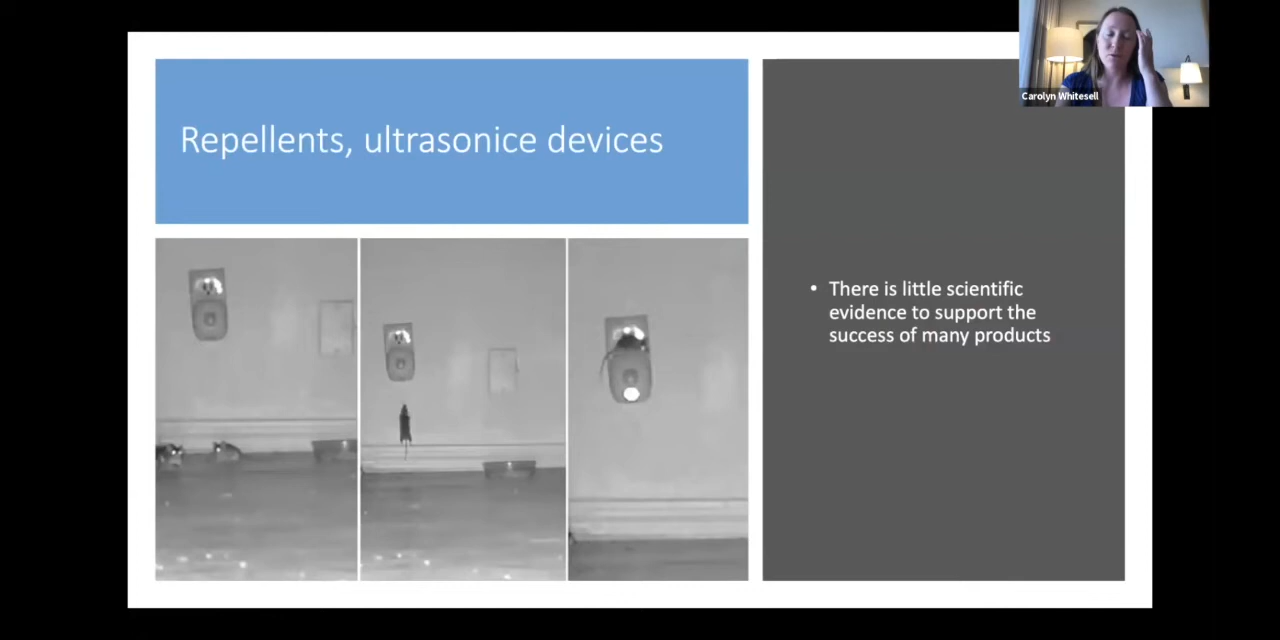 Carolyn Whitesell
Repellents, ultrasonice devices
• There is little scientific
evidence to support the
success of many products